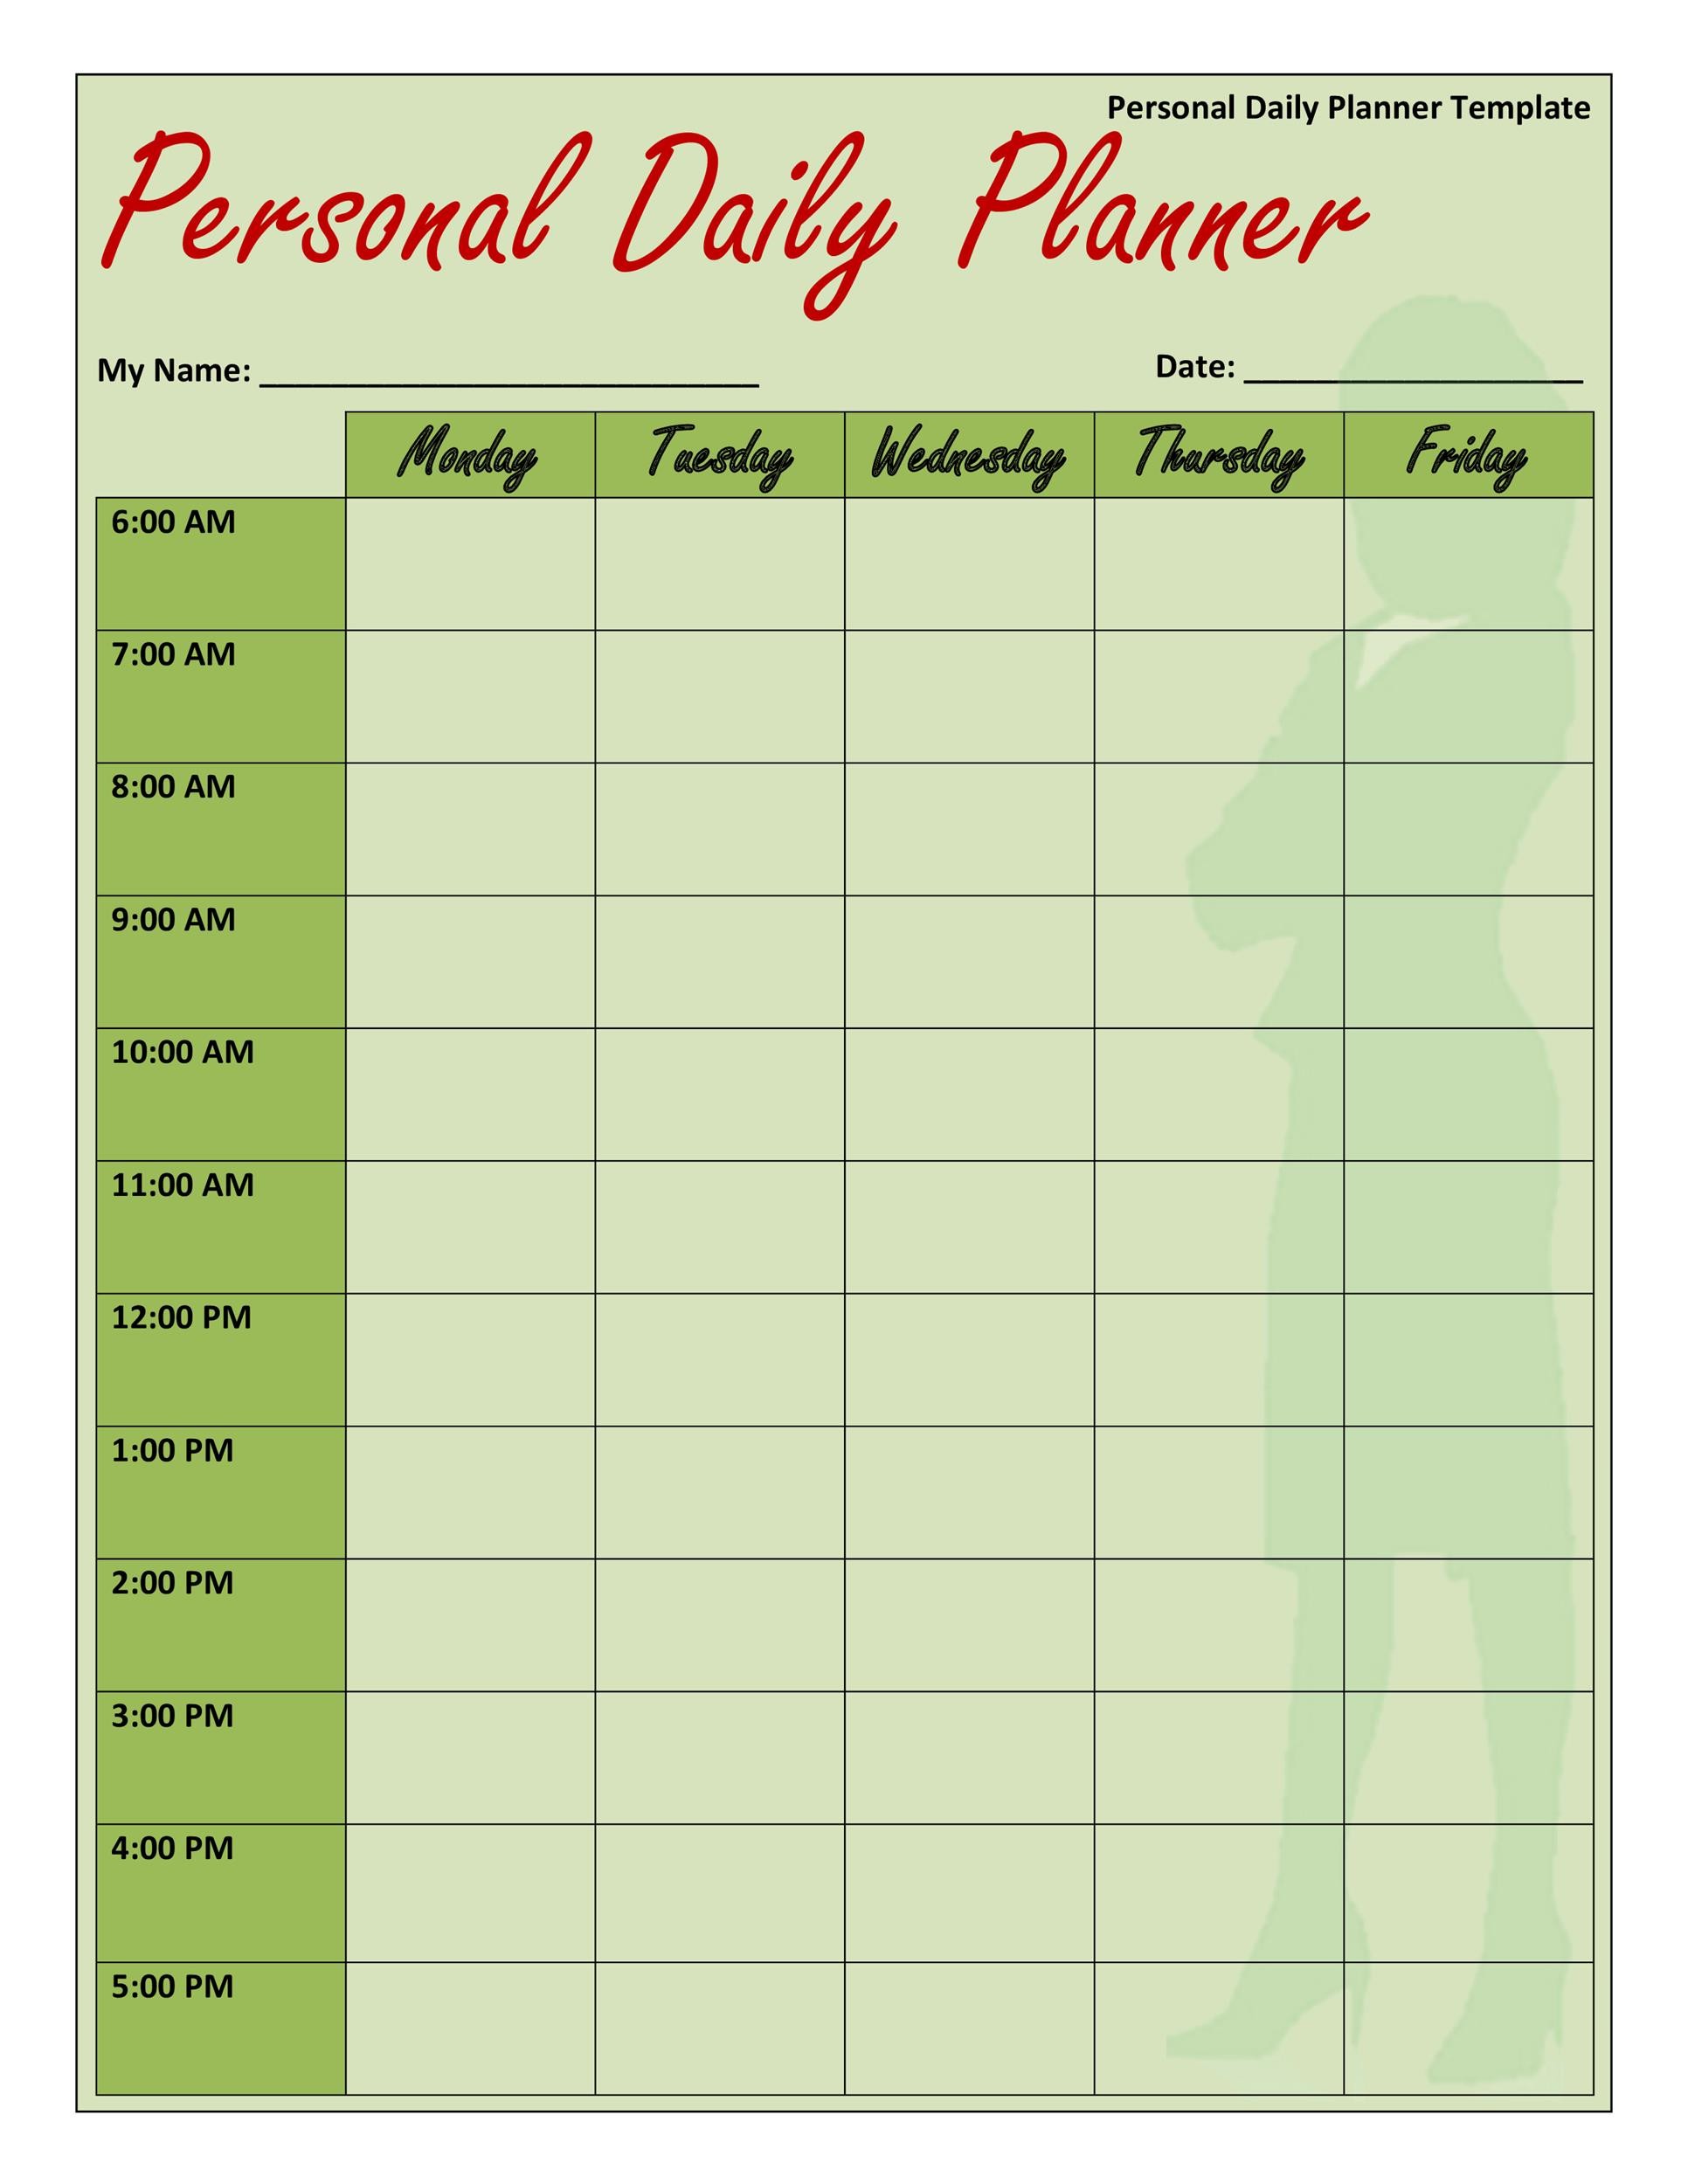 Personal Daily Planner Template
Personal Daily Planner
My Name: ____________________________ Date: ___________________
Monday Tuesday Wednesday Thursday Friday
6:00 AM
7:00 AM
8:00 AM
9:00 AM
10:00 AM
11:00 AM
12:00 PM
1:00 PM
2:00 PM
3:00 PM
4:00 PM
5:00 PM